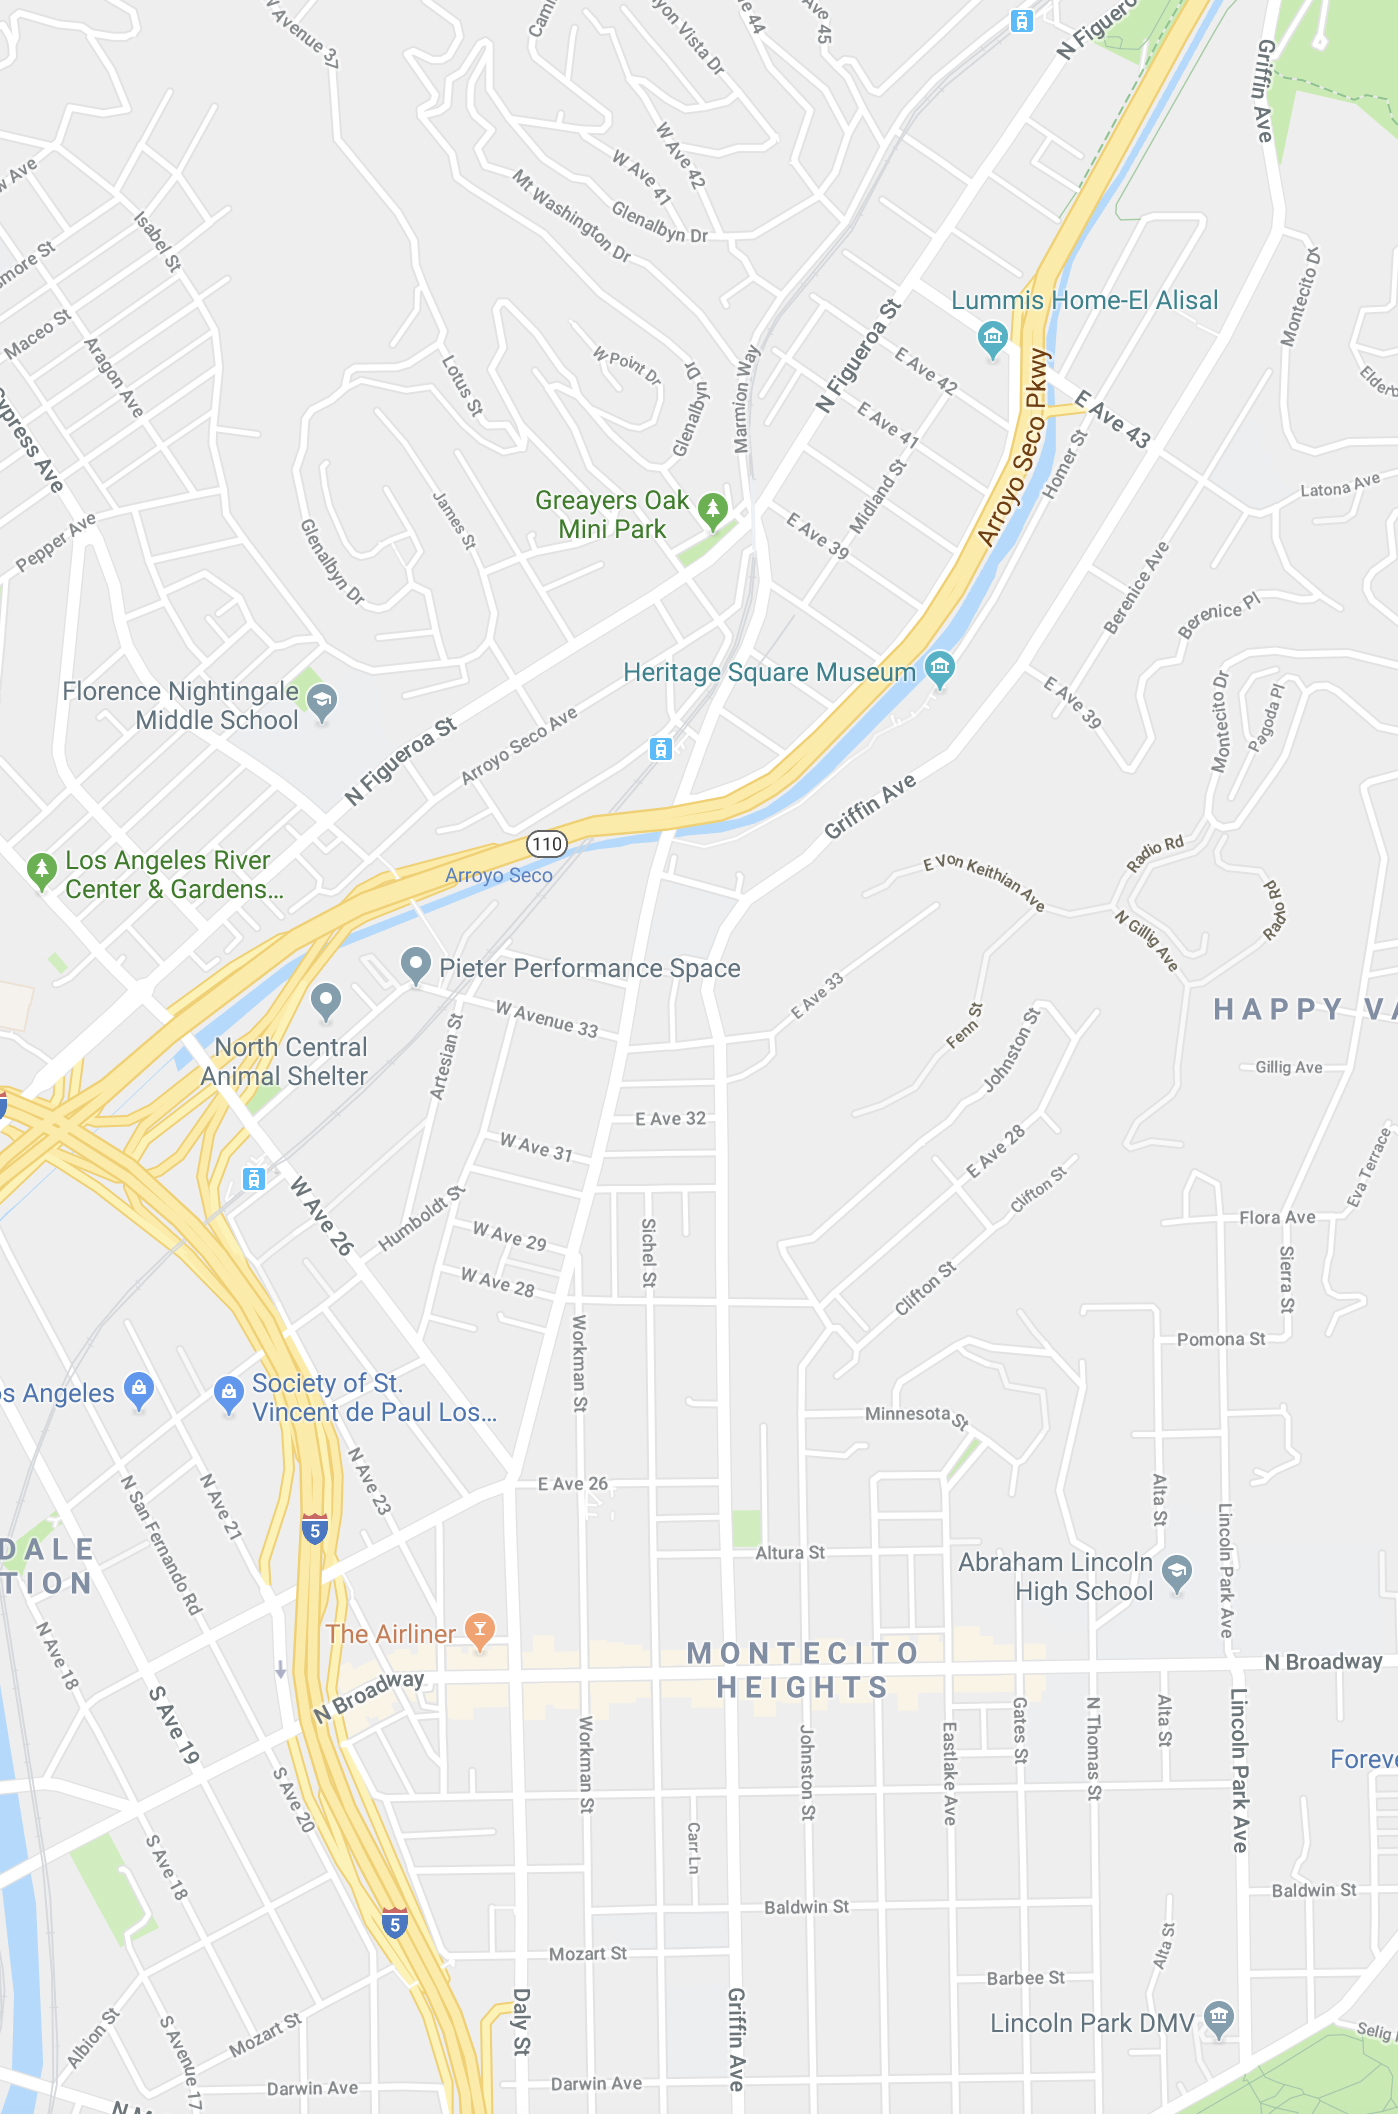 W Avenue 37
Ave 44
Ave 45
yon Vista Dr
N Figuero
Griffin Ave
W Ave 42
W Ave 41
Glenalbyn Dr
Mt Washington Dr
Isabel St
Maceo St
Aragon Ave
Cypress Ave
Pepper Ave
Montecito Dr
Lummis Home-El Alisal
N Figueroa St
E Ave 42
W Point Dr
Lotus St
Glenalbyn Dr
Marmion Way
Arroyo Seco Pkwy
E Ave 43
E Ave 41
Homer St
Midland St
Latona Ave
Greayers Oak
Mini Park
James St
E Ave 39
Glenalbyn Dr
Berenice Ave
Berenice Pl
Heritage Square Museum
E Ave 39
Montecito Dr
Pagoda Pl
Florence Nightingale
Middle School
N Figueroa St
Arroyo Seco Ave
Griffin Ave
110
Arroyo Seco
Los Angeles River
Center & Gardens...
E Von Keithian Ave
Radio Rd
Radio Rd
N Gillig Ave
Pieter Performance Space
E Ave 33
W Avenue 33
HAPPY VA
Fenn St
Johnston St
North Central
Animal Shelter
Artesian St
Gillig Ave
E Ave 32
W Ave 31
E Ave 28
Eva Terrace
Clifton St
W Ave 26
Humboldt St
W Ave 29
Sichel St
Flora Ave
Sierra St
W Ave 28
Clifton St
Workman St
Pomona St
os Angeles
Society of St.
Vincent de Paul Los...
Minnesota St
N Ave 23
E Ave 26
N San Fernando Rd
N Ave 21
Alta St
Lincoln Park Ave
5
DALE
TION
Altura St
Abraham Lincoln
High School
The Airliner
N Ave 18
MONTECITO
HEIGHTS
N Broadway
N Broadway
S Ave 19
Workman St
Johnston St
Eastlake Ave
Gates St
N Thomas St
Alta St
Lincoln Park Ave
Foreve
S Ave 20
S Ave 18
Carr Ln
Baldwin St
Baldwin St
5
Mozart St
Alta St
Barbee St
Daly St
Griffin Ave
Lincoln Park DMV
Albion St
S Avenue 17
Mozart St
Selig
Darwin Ave
Darwin Ave